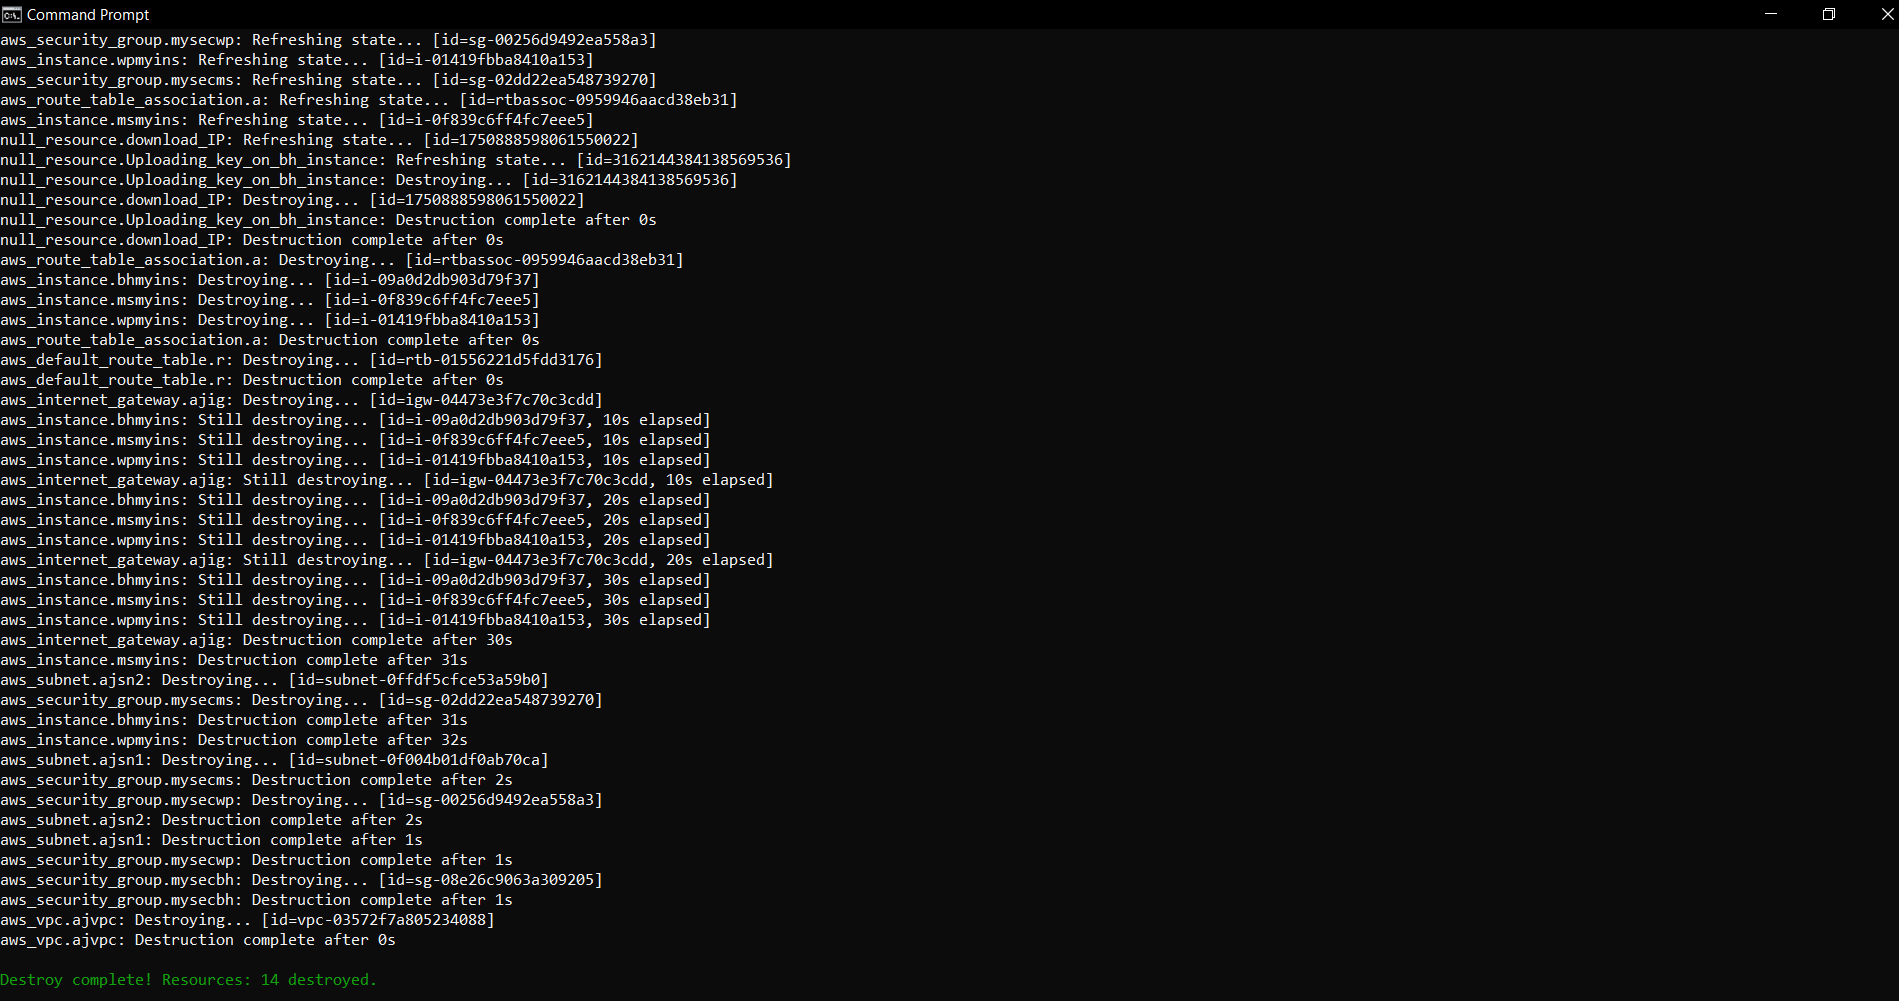 Command Prompt
aws_security_group.mysecwp: Refreshing state... [id=sg-00256d9492ea558a3]
aws_instance.wpmyins: Refreshing state... [id=i-01419fbba8410a153]
aws_security_group.mysecms: Refreshing state... [id=sg-02dd22ea548739270]
aws_route_table_association.a: Refreshing state... [id=rtbassoc-0959946aacd38eb31]
aws_instance.msmyins: Refreshing state... [id=i-0f839c6ff4fc7eee5]
null_resource.download_IP: Refreshing state... [id=1750888598061550022]
null_resource.Uploading_key_on_bh_instance: Refreshing state... [id=3162144384138569536]
null_resource.Uploading_key_on_bh_instance: Destroying... [id=3162144384138569536]
null_resource.download_IP: Destroying... [id=1750888598061550022]
null_resource.Uploading_key_on_bh_instance: Destruction complete after 0s
null_resource.download_IP: Destruction complete after 0s
aws_route_table_association.a: Destroying... [id=rtbassoc-0959946aacd38eb31]
aws_instance.bhmyins: Destroying... [id=i-09a0d2db903d79f37]
aws_instance.msmyins: Destroying... [id=i-0f839c6ff4fc7eee5]
aws_instance.wpmyins: Destroying... [id=i-01419fbba8410a153]
aws_route_table_association.a: Destruction complete after 0s
aws_default_route_table.r: Destroying... [id=rtb-01556221d5fdd3176]
aws_default_route_table.r: Destruction complete after 0s
aws_internet_gateway.ajig: Destroying... [id=igw-04473e3f7c70c3cdd]
aws_instance.bhmyins: Still destroying... [id=i-09a0d2db903d79f37, 10s elapsed]
aws_instance.msmyins: Still destroying... [id=i-0f839c6ff4fc7eee5, 10s elapsed]
aws_instance.wpmyins: Still destroying... [id=i-01419fbba8410a153, 10s elapsed]
aws_internet_gateway.ajig: Still destroying... [id=igw-04473e3f7c70c3cdd, 10s elapsed]
aws_instance.bhmyins: Still destroying... [id=i-09a0d2db903d79f37, 20s elapsed]
aws_instance.msmyins: Still destroying... [id=i-0f839c6ff4fc7eee5, 20s elapsed]
aws_instance.wpmyins: Still destroying... [id=i-01419fbba8410a153, 20s elapsed]
aws_internet_gateway.ajig: Still destroying... [id=igw-04473e3f7c70c3cdd, 20s elapsed]
aws_instance.bhmyins: Still destroying... [id=i-09a0d2db903d79f37, 30s elapsed]
aws_instance.msmyins: Still destroying... [id=i-0f839c6ff4fc7eee5, 30s elapsed]
aws_instance.wpmyins: Still destroying... [id=i-01419fbba8410a153, 30s elapsed]
aws_internet_gateway.ajig: Destruction complete after 30s
aws_instance.msmyins: Destruction complete after 31s
aws_subnet.ajsn2: Destroying... [id=subnet-0ffdf5cfce53a59b0]
aws_security_group.mysecms: Destroying... [id=sg-02dd22ea548739270]
aws_instance.bhmyins: Destruction complete after 31s
aws_instance.wpmyins: Destruction complete after 32s
aws_subnet.ajsn1: Destroying... [id=subnet-0f004b01df0ab70ca]
aws_security_group.mysecms: Destruction complete after 2s
aws_security_group.mysecwp: Destroying... [id=sg-00256d9492ea558a3]
aws_subnet.ajsn2: Destruction complete after 2s
aws_subnet.ajsn1: Destruction complete after 1s
aws_security_group.mysecwp: Destruction complete after 1s
aws_security_group.mysecbh: Destroying... [id=sg-08e26c9063a309205]
aws_security_group.mysecbh: Destruction complete after 1s
aws_vpc.ajvpc: Destroying... [id=vpc-03572f7a805234088]
aws_vpc.ajvpc: Destruction complete after 0s
Destroy complete! Resources: 14 destroyed.